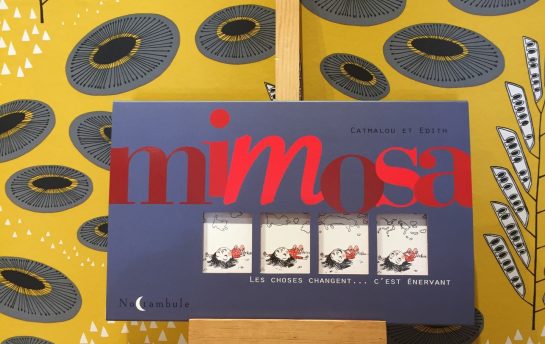 Catmalou et Edith
mimosa
Les choses changent... c'est énervant
Noctambule